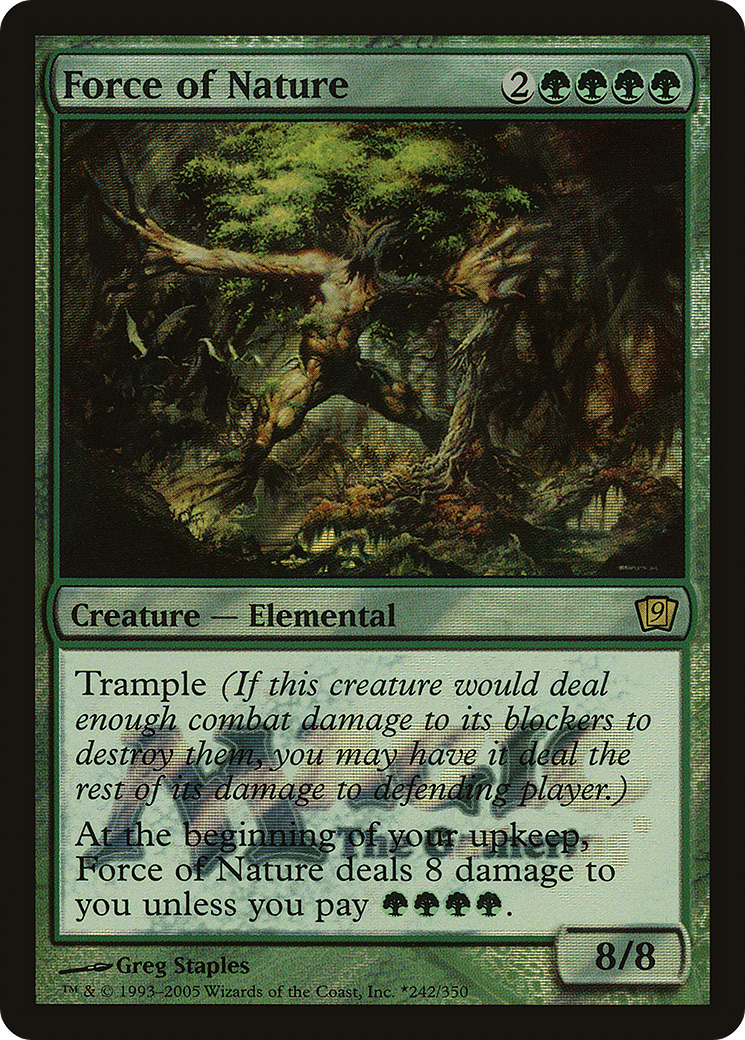 Force of Nature 2
Creature — Elemental 9
Trample (If this creature would deal
enough combat damage to its blockers to
destroy them, you may have it deal the
rest of its damage to defending player.)
At the beginning of your upkeep,
Force of Nature deals 8 damage to
you unless you pay .
8/8
Greg Staples
™ & © 1993–2005 Wizards of the Coast, Inc. *242/350